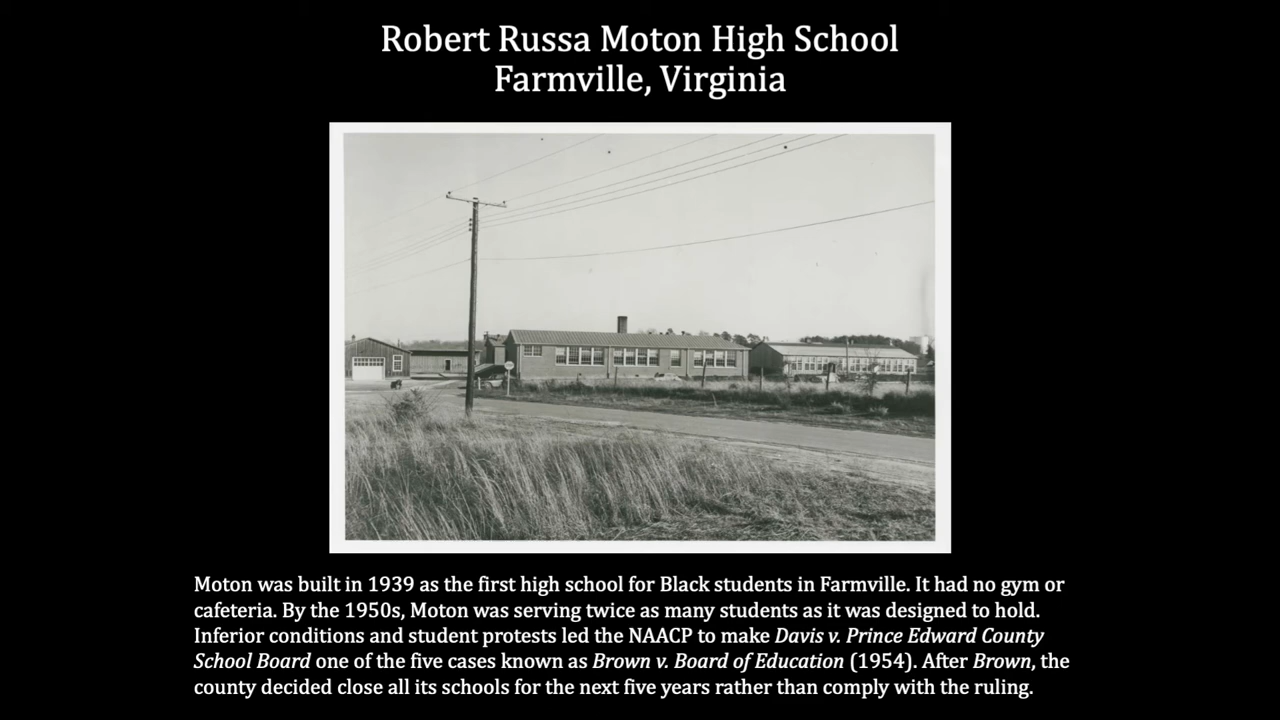 Robert Russa Moton High School
Farmville, Virginia
Moton was built in 1939 as the first high school for Black students in Farmville. It had no gym or
cafeteria. By the 1950s, Moton was serving twice as many students as it was designed to hold.
Inferior conditions and student protests led the NAACP to make Davis v. Prince Edward County
School Board one of the five cases known as Brown v. Board of Education (1954). After Brown, the
county decided close all its schools for the next five years rather than comply with the ruling.